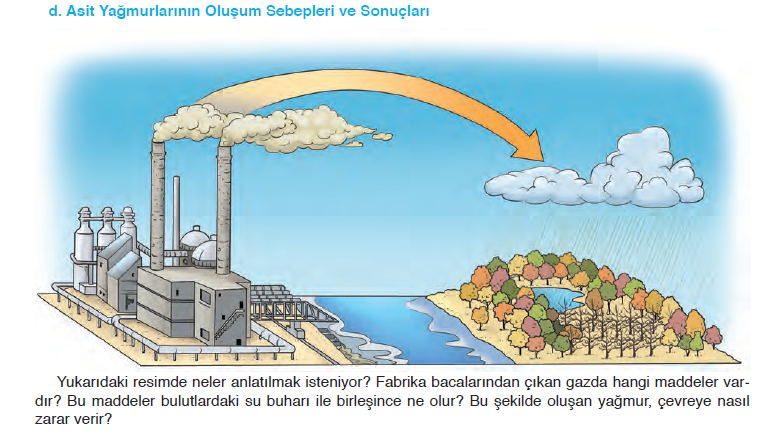 d. Asit Yağmurlarının Oluşum Sebepleri ve Sonuçları
Yukarıdaki resimde neler anlatılmak isteniyor? Fabrika bacalarından çıkan gazda hangi maddeler var-
dır? Bu maddeler bulutlardaki su buharı ile birleşince ne olur? Bu şekilde oluşan yağmur, çevreye nasıl
zarar verir?